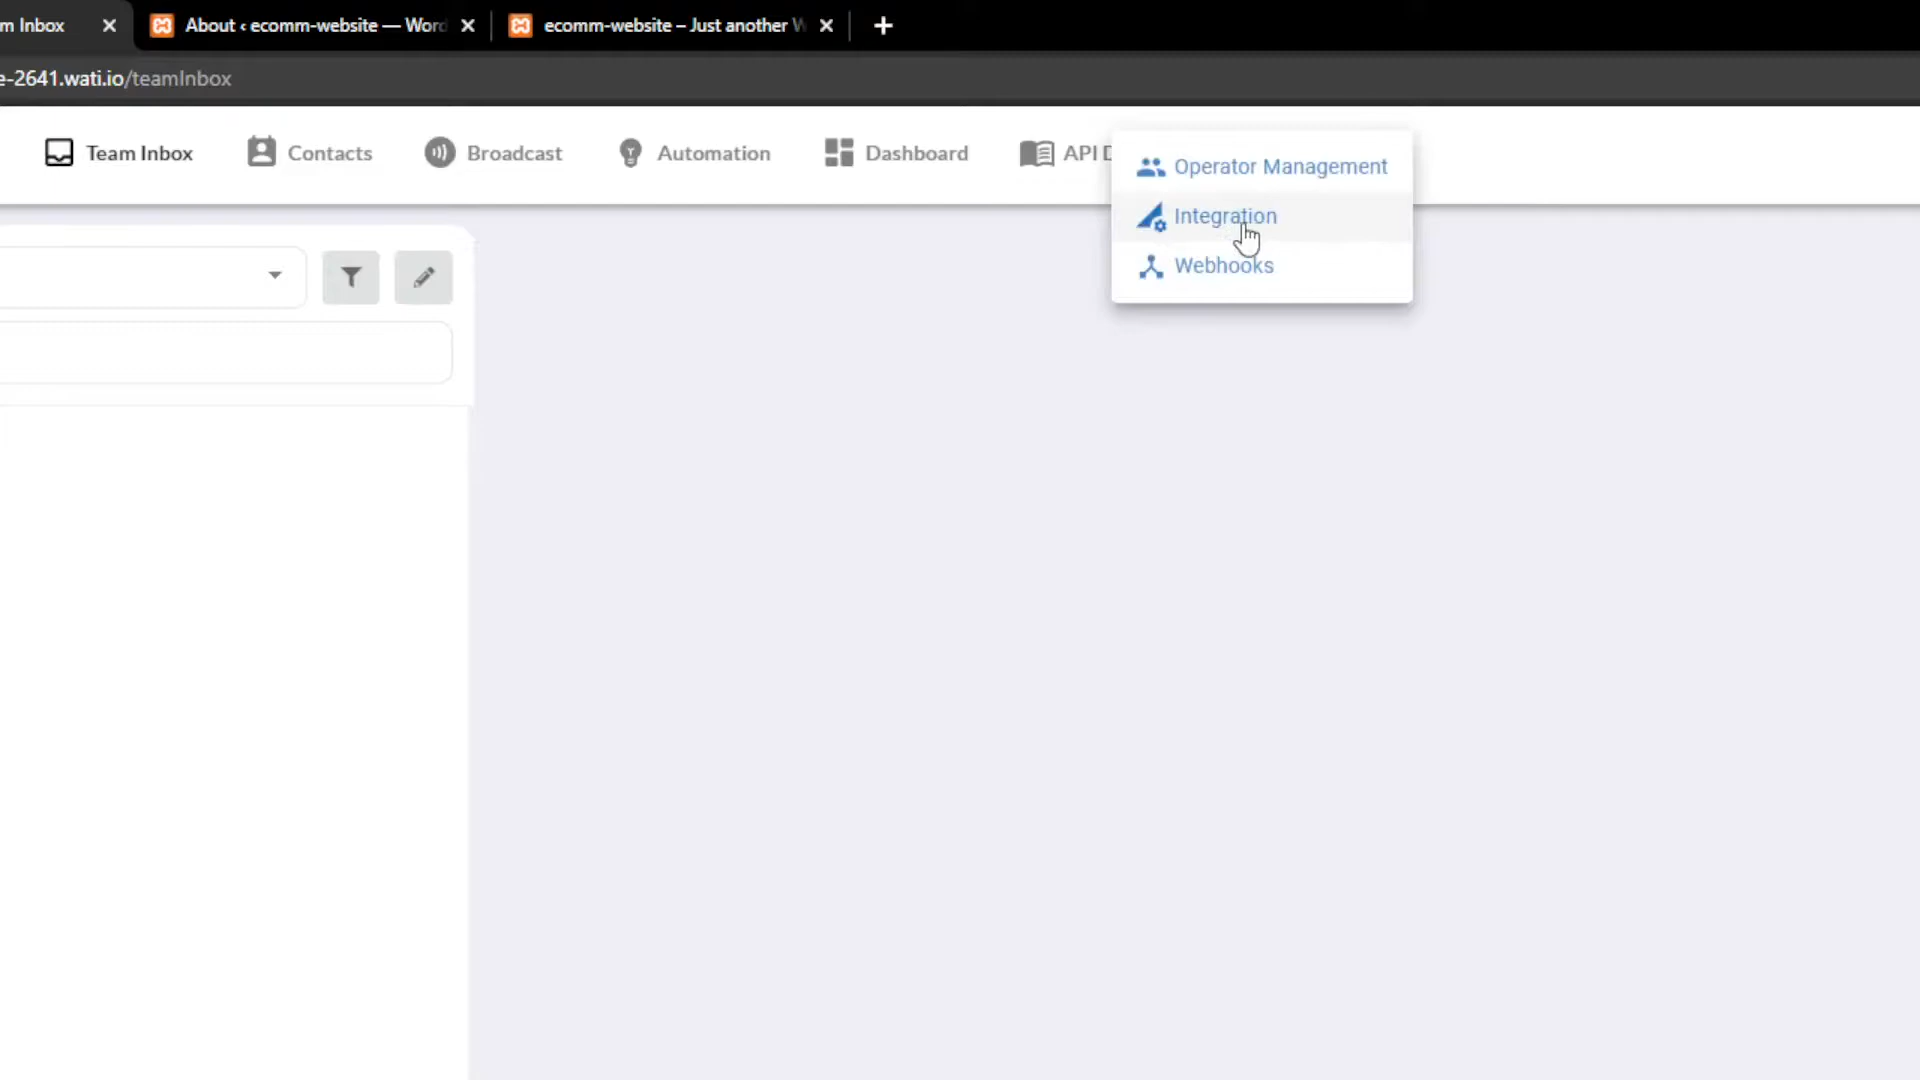 m Inbox
About ‹ ecomm-website — Word
ecomm-website – Just another W
e-2641.wati.io/teamInbox
Team Inbox
Contacts
Broadcast
Automation
Dashboard
API D
Operator Management
Integration
Webhooks